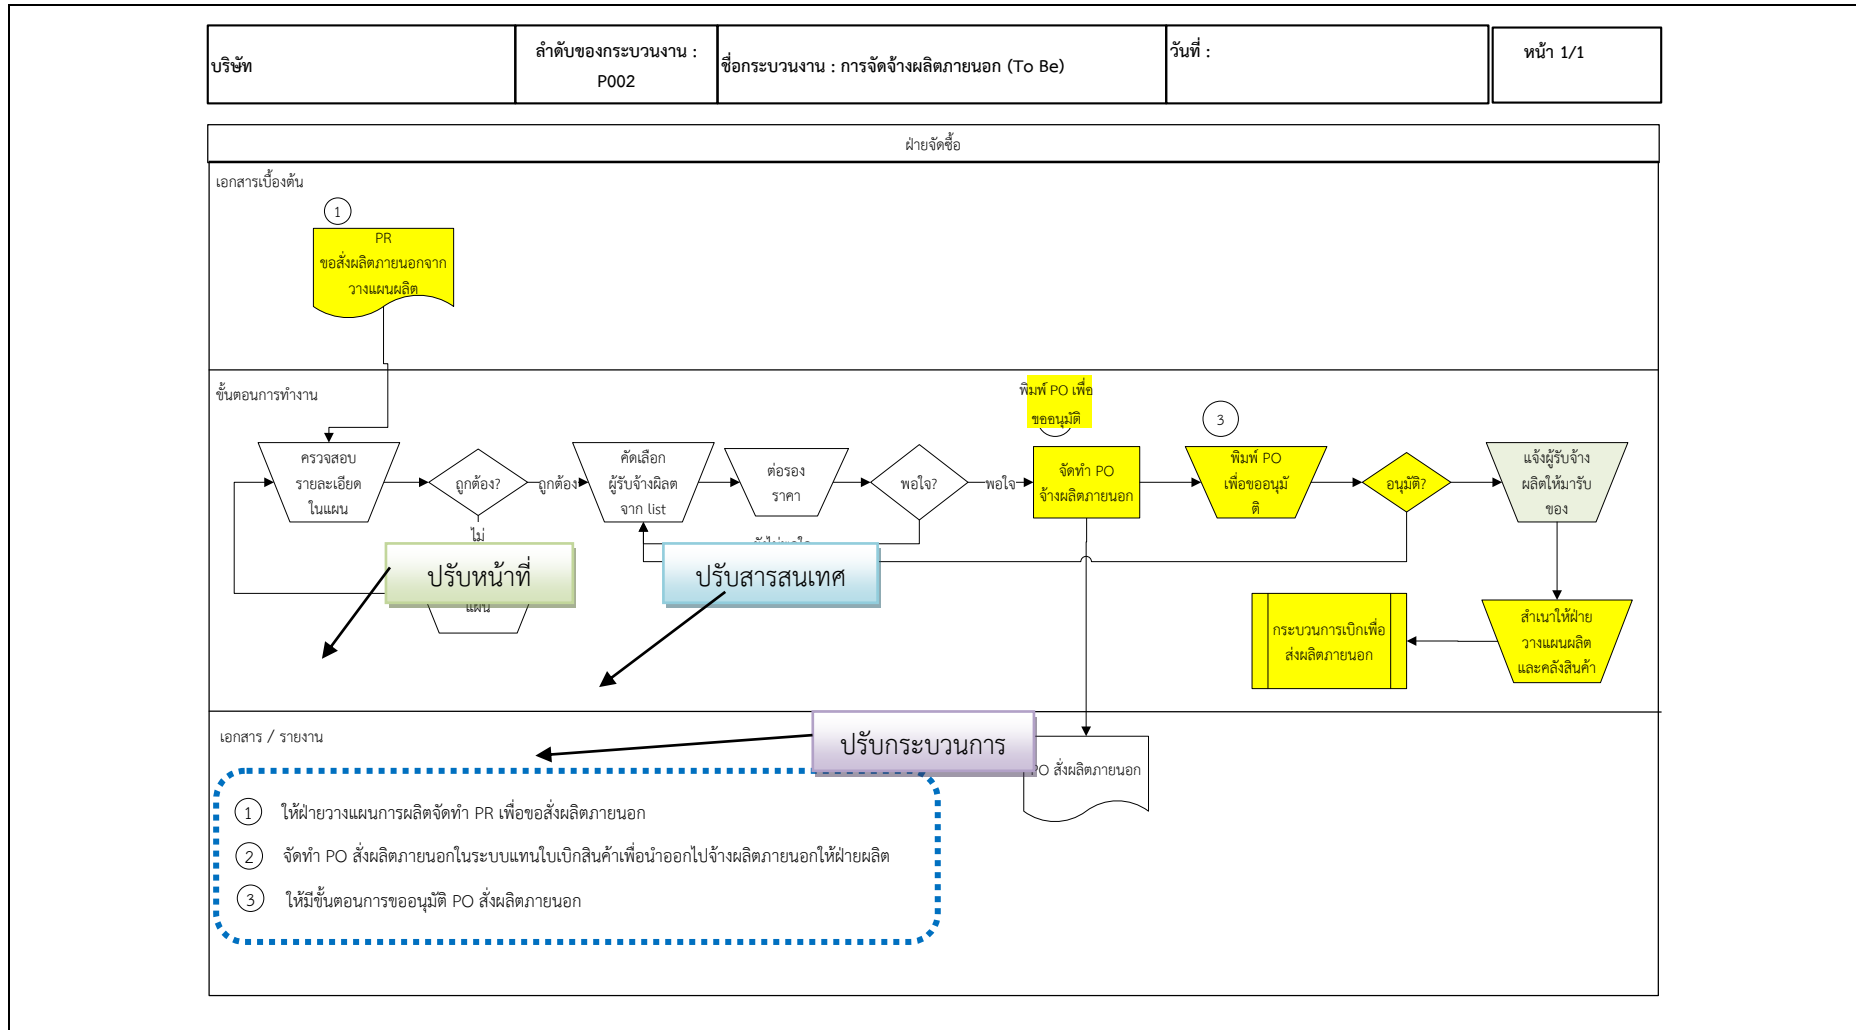 บริษัท
ลำดับของกระบวนงาน :
P002
ชื่อกระบวนงาน : การจัดจ้างผลิตภายนอก (To Be)
วันที่ :
หน้า 1/1
ฝ่ายจัดซื้อ
เอกสารเบื้องต้น
1
PR
ขอสั่งผลิตภายนอกจาก
วางแผนผลิต
ขั้นตอนการทำงาน
พิมพ์ PO เพื่อ
ขออนุมัติ
3
ครวจสอบ
รายละเอียด
ในแผน
ถูกต้อง?
ถูกต้อง
ไม่
คัดเลือก
ผู้รับจ้างผิลต
จาก list
ต่อรอง
ราคา
พอใจ?
พอใจ
จัดทำ PO
จ้างผลิตภายนอก
พิมพ์ PO
เพื่อขออนุมั
ติ
อนุมัติ?
แจ้งผู้รับจ้าง
ผลิตให้มารับ
ของ
ปรับหน้าที่
แผน
ปรับสารสนเทศ
กระบวนการเบิกเพื่อ
ส่งผลิตภายนอก
สำเนาให้ฝ่าย
วางแผนผลิต
และคลังสินค้า
เอกสาร / รายงาน
ปรับกระบวนการ
PO สั่งผลิตภายนอก
1 ให้ฝ่ายวางแผนการผลิตจัดทำ PR เพื่อขอสั่งผลิตภายนอก
2 จัดทำ PO สั่งผลิตภายนอกในระบบแทนใบเบิกสินค้าเพื่อนำออกไปจ้างผลิตภายนอกให้ฝ่ายผลิต
3 ให้มีขั้นตอนการขออนุมัติ PO สั่งผลิตภายนอก